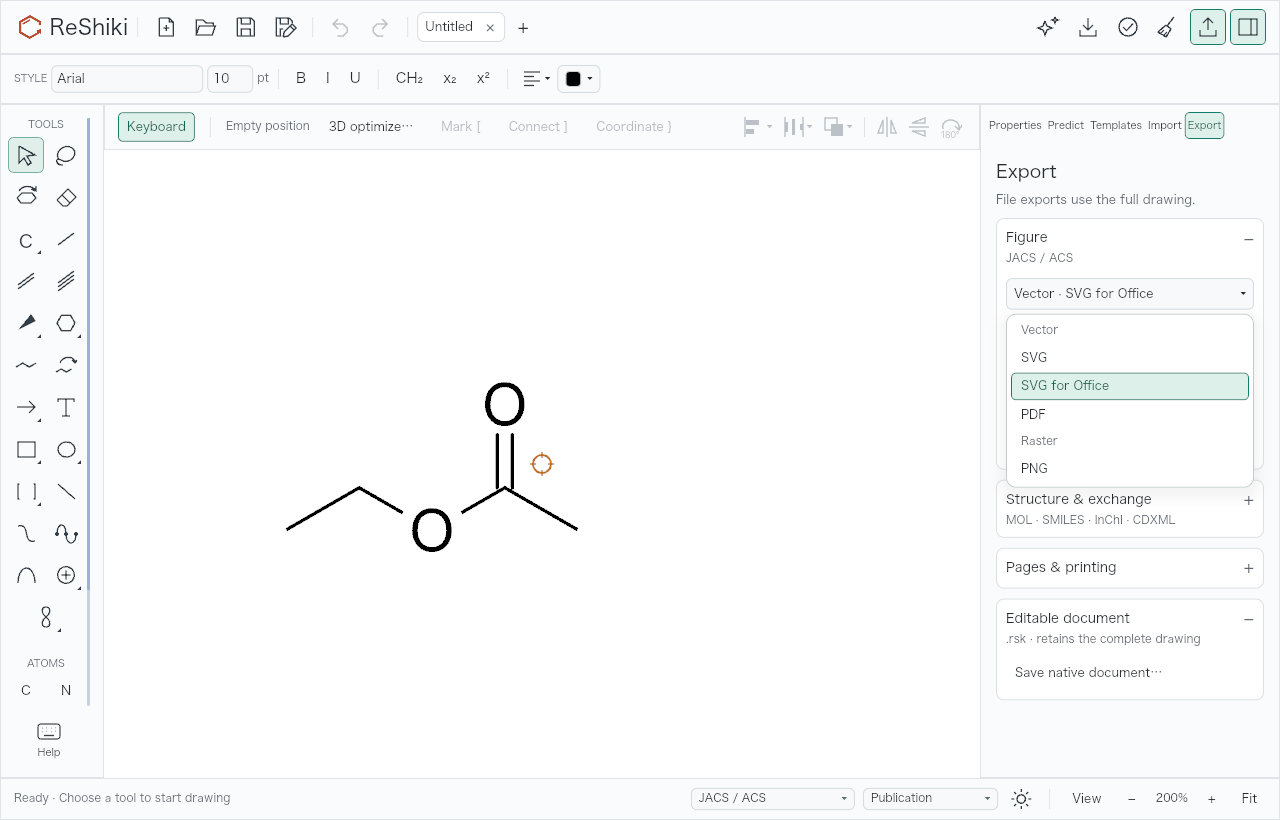 ReShiki
Untitled
STYLE Arial 10 pt B I U CH₂ x₂ x²
TOOLS
C
T
ATOMS
C N
Help
Keyboard Empty position 3D optimize··· Mark [ Connect ] Coordinate } 180°
O
O
Properties Predict Templates Import Export
Export
File exports use the full drawing.
Figure
JACS / ACS
Vector · SVG for Office
Vector
SVG
SVG for Office
PDF
Raster
PNG
Structure & exchange
MOL · SMILES · InChI · CDXML
Pages & printing
Editable document
.rsk · retains the complete drawing
Save native document···
Ready · Choose a tool to start drawing JACS / ACS Publication View − 200% + Fit